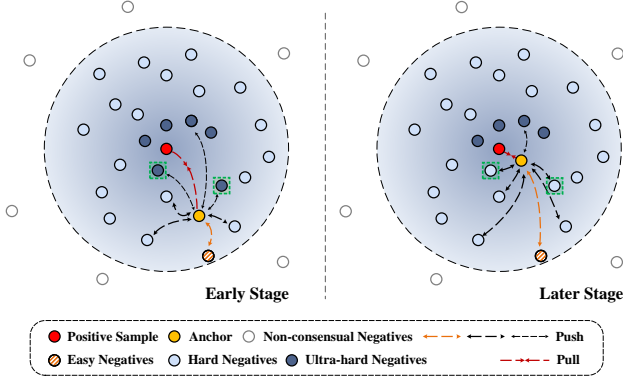 Early Stage
Later Stage
Positive Sample Anchor Non-consensual Negatives Push
Easy Negatives Hard Negatives Ultra-hard Negatives Pull